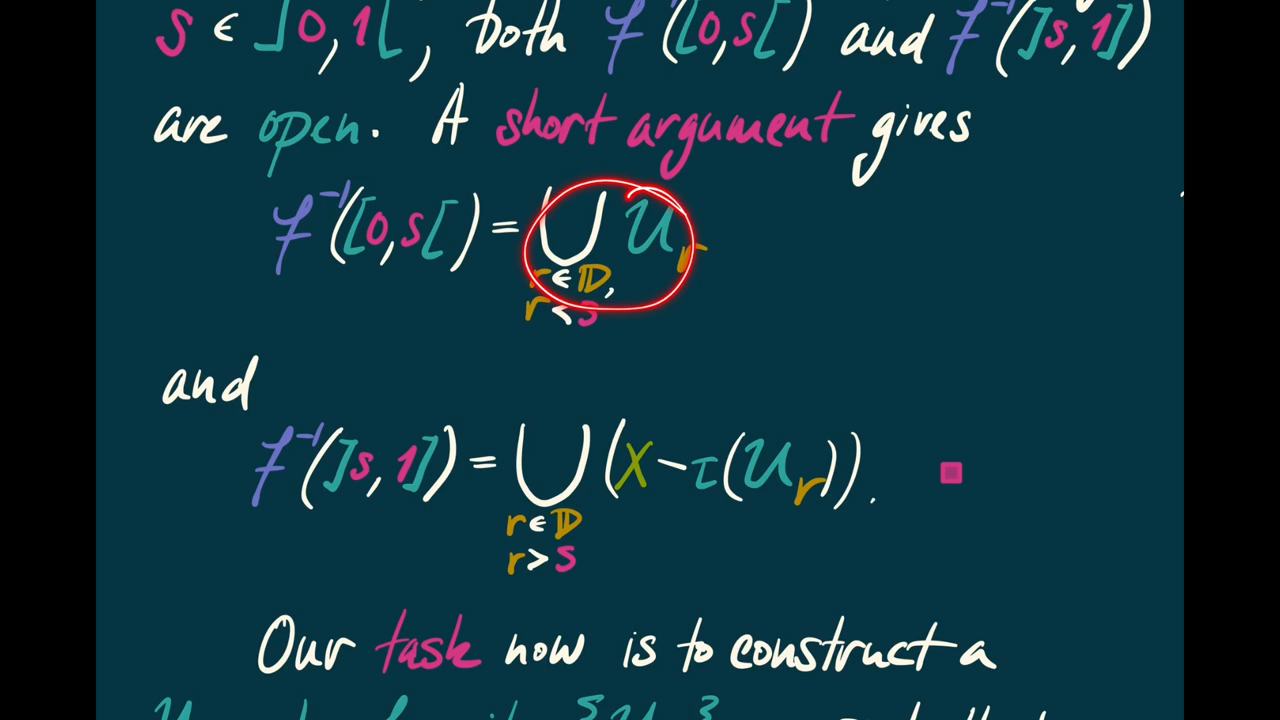 s ∈ ]0,1[, both f⁻¹([0,s[) and f⁻¹(]s,1])
are open. A short argument gives
f⁻¹([0,s[) = ⋃ 𝒰_r
r ∈ 𝔻,
r < s
and
f⁻¹(]s,1]) = ⋃ (X − τ(𝒰_r)).
r ∈ 𝔻
r > s
Our task now is to construct a